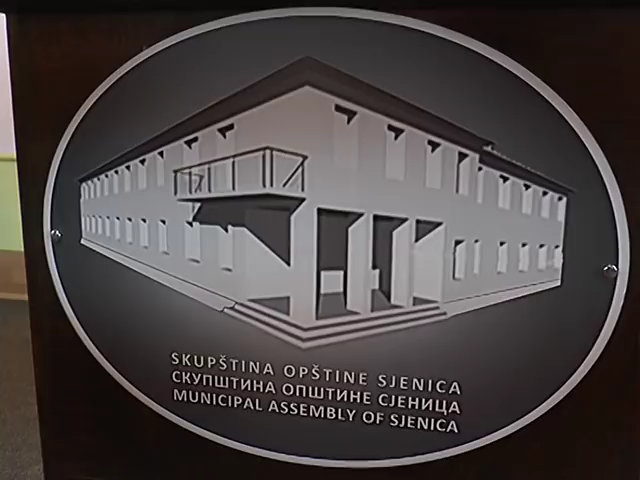 SKUPŠTINA OPŠTINE SJENICA
СКУПШТИНА ОПШТИНЕ СЈЕНИЦА
MUNICIPAL ASSEMBLY OF SJENICA